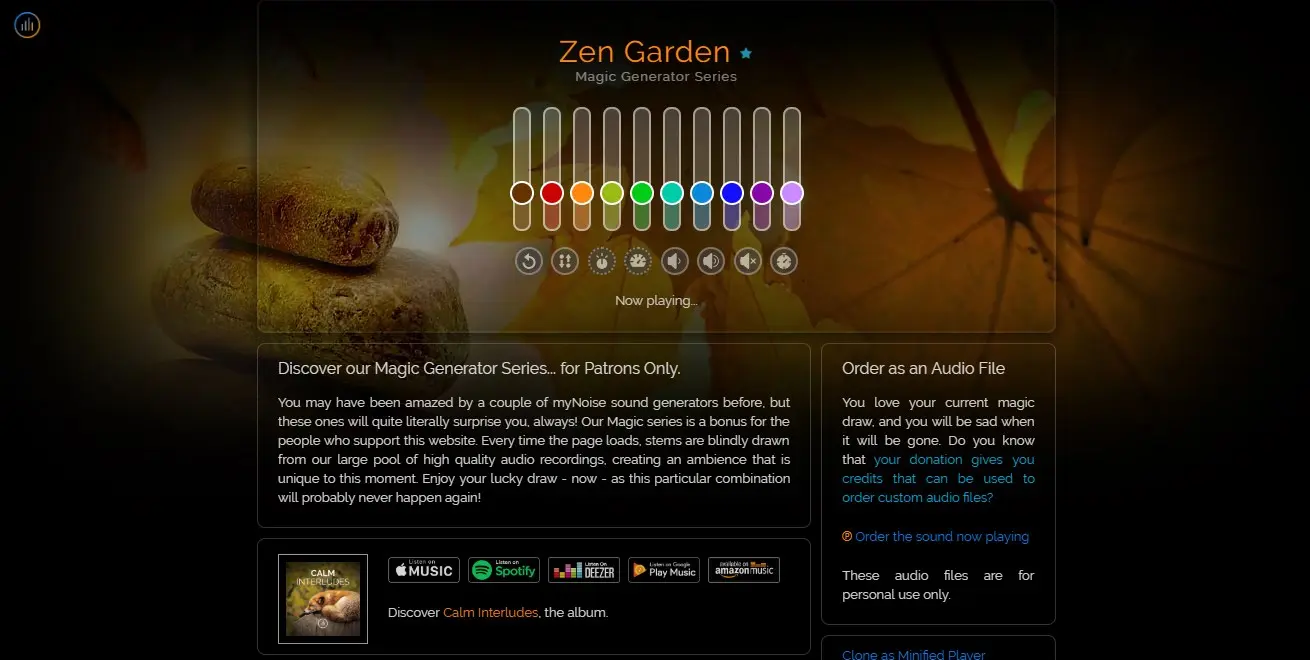 Zen Garden
Magic Generator Series
Now playing...
Discover our Magic Generator Series... for Patrons Only.
You may have been amazed by a couple of myNoise sound generators before, but
these ones will quite literally surprise you, always! Our Magic series is a bonus for the
people who support this website. Every time the page loads, stems are blindly drawn
from our large pool of high quality audio recordings, creating an ambience that is
unique to this moment. Enjoy your lucky draw - now - as this particular combination
will probably never happen again!
Order as an Audio File
You love your current magic
draw, and you will be sad when
it will be gone. Do you know
that your donation gives you
credits that can be used to
order custom audio files?
℗ Order the sound now playing
These audio files are for
personal use only.
CALM
INTERLUDES
Listen on
MUSIC
Listen on
Spotify
Listen on
DEEZER
Listen on Google
Play Music
available at
amazon music
Discover Calm Interludes, the album.
Clone as Minified Player